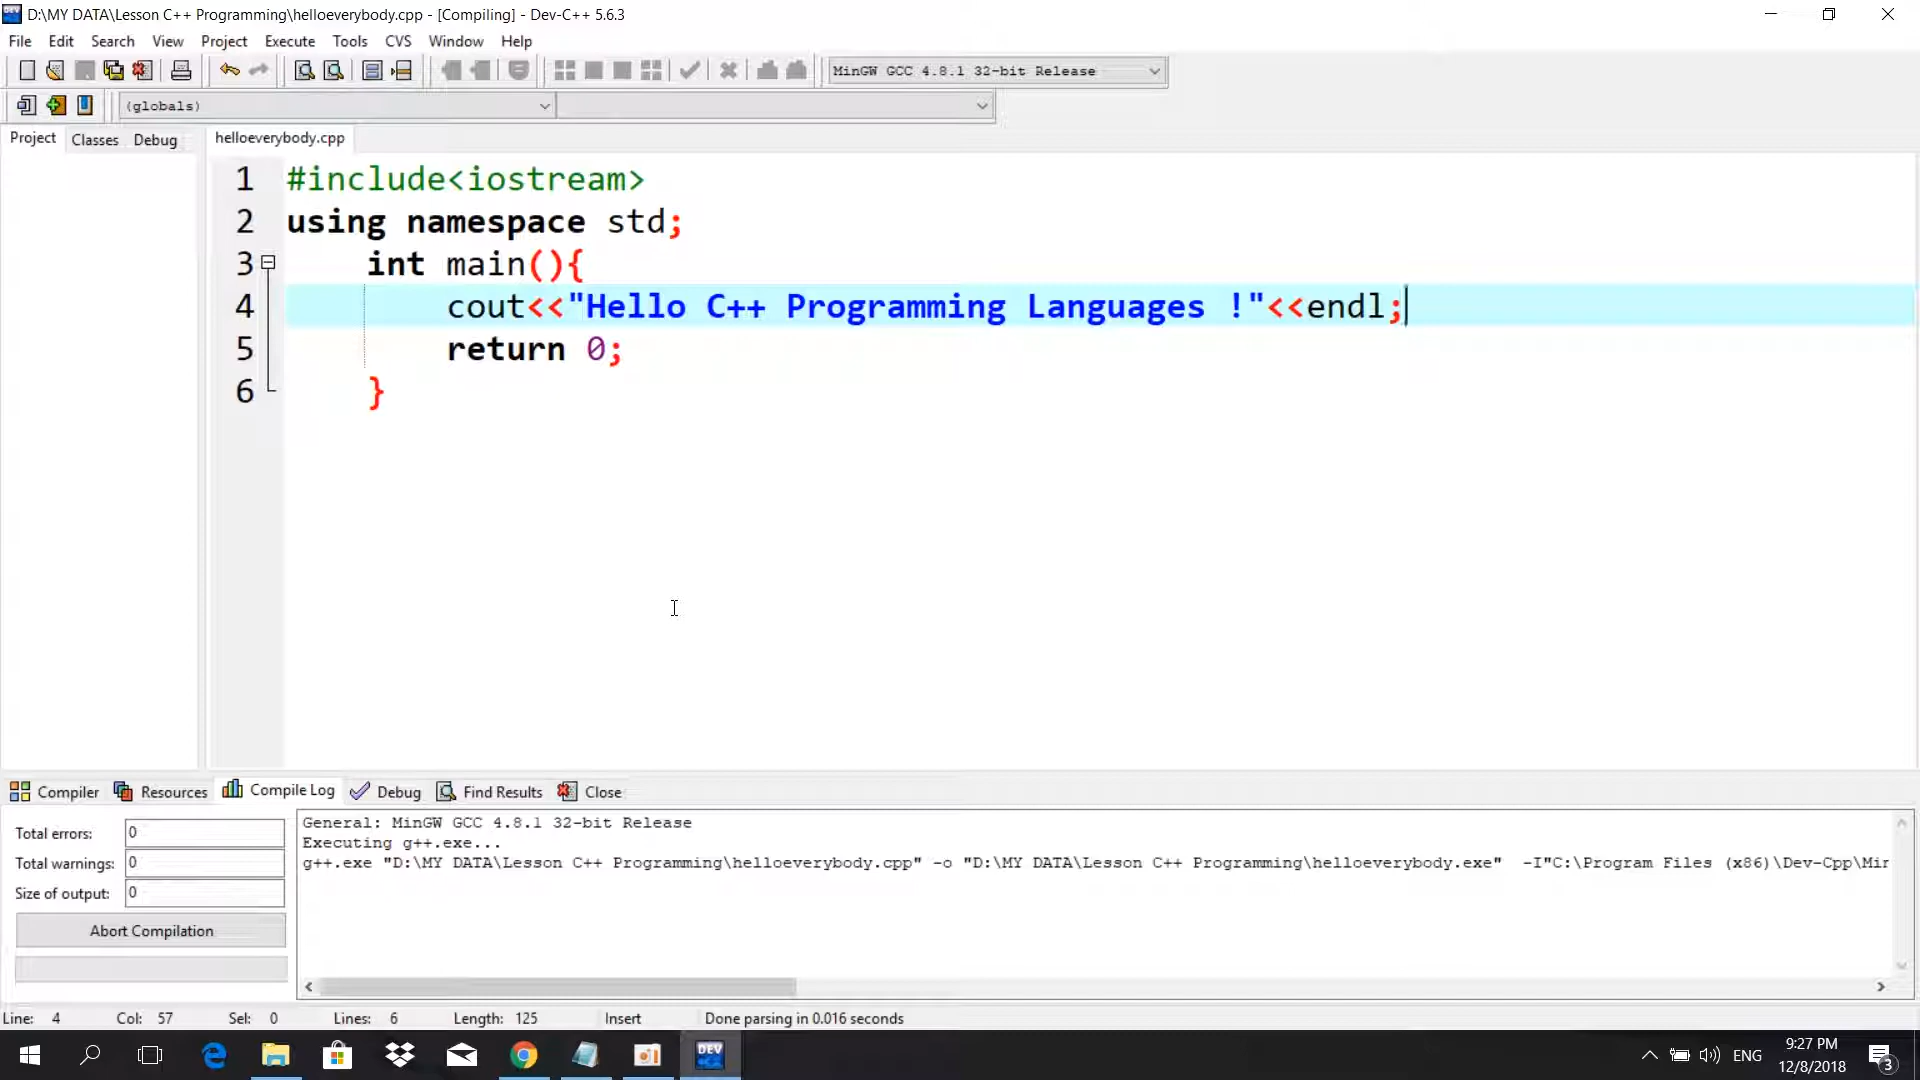 D:\MY DATA\Lesson C++ Programming\helloeverybody.cpp - [Compiling] - Dev-C++ 5.6.3
File Edit Search View Project Execute Tools CVS Window Help
MinGW GCC 4.8.1 32-bit Release
(globals)
Project Classes Debug helloeverybody.cpp
1 #include<iostream>
2 using namespace std;
3 int main(){
4 cout<<"Hello C++ Programming Languages !"<<endl;
5 return 0;
6 }
Compiler Resources Compile Log Debug Find Results Close
Total errors: 0
Total warnings: 0
Size of output: 0
Abort Compilation
General: MinGW GCC 4.8.1 32-bit Release
Executing g++.exe...
g++.exe "D:\MY DATA\Lesson C++ Programming\helloeverybody.cpp" -o "D:\MY DATA\Lesson C++ Programming\helloeverybody.exe" -I"C:\Program Files (x86)\Dev-Cpp\Mir
Line: 4 Col: 57 Sel: 0 Lines: 6 Length: 125 Insert Done parsing in 0.016 seconds
DEV
ENG
9:27 PM
12/8/2018
3